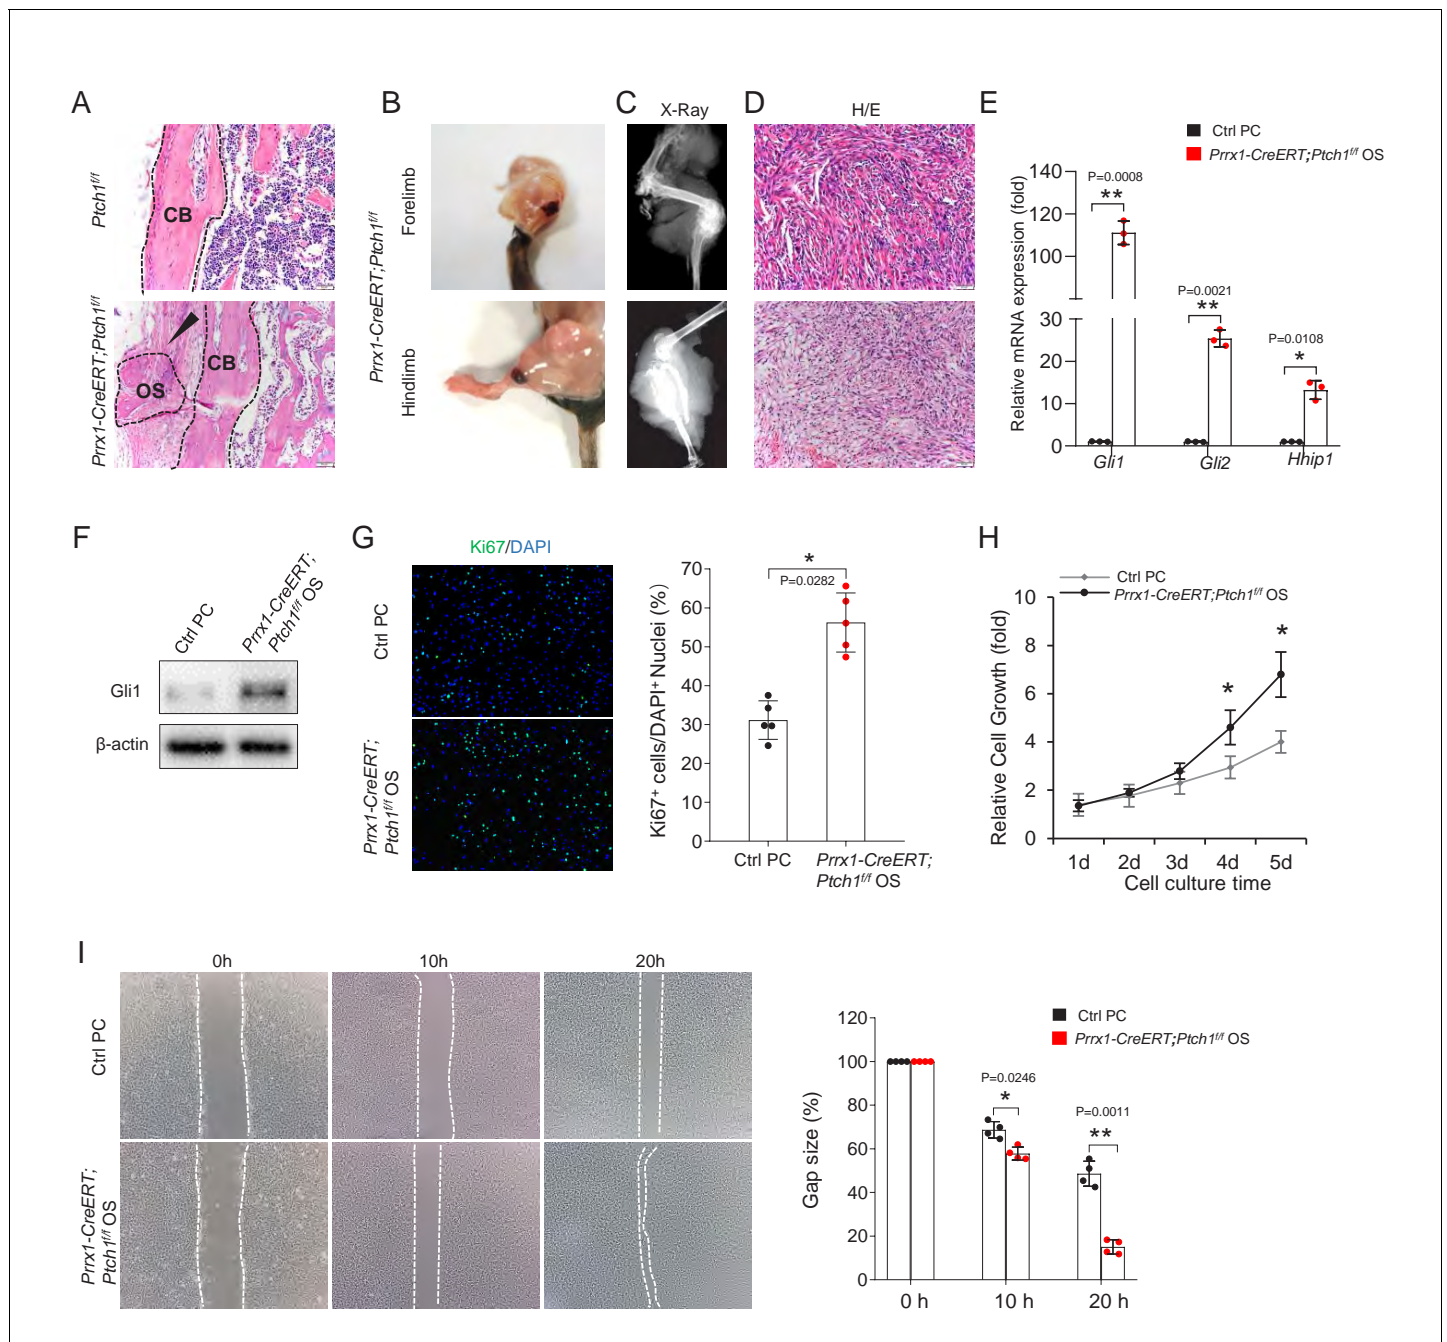 A
B
C
D
E
X-Ray
H/E
Ptch1f/f
CB
Prrx1-CreERT;Ptch1f/f
OS
CB
Prrx1-CreERT;Ptch1f/f
Forelimb
Hindlimb
Ctrl PC
Prrx1-CreERT;Ptch1f/f OS
Relative mRNA expression (fold)
140
120
100
30
20
10
0
P=0.0008
**
P=0.0021
**
P=0.0108
*
Gli1
Gli2
Hhip1
F
Ctrl PC
Prrx1-CreERT;
Ptch1f/f OS
Gli1
β-actin
G
Ki67/DAPI
Ctrl PC
Prrx1-CreERT;
Ptch1f/f OS
Ki67+ cells/DAPI+ Nuclei (%)
70
60
50
40
30
20
10
0
*
P=0.0282
Ctrl PC
Prrx1-CreERT;
Ptch1f/f OS
H
Ctrl PC
Prrx1-CreERT;Ptch1f/f OS
Relative Cell Growth (fold)
10
8
6
4
2
0
*
*
1d
2d
3d
4d
5d
Cell culture time
I
0h
10h
20h
Ctrl PC
Prrx1-CreERT;
Ptch1f/f OS
Ctrl PC
Prrx1-CreERT;Ptch1f/f OS
Gap size (%)
120
100
80
60
40
20
0
P=0.0246
*
P=0.0011
**
0 h
10 h
20 h